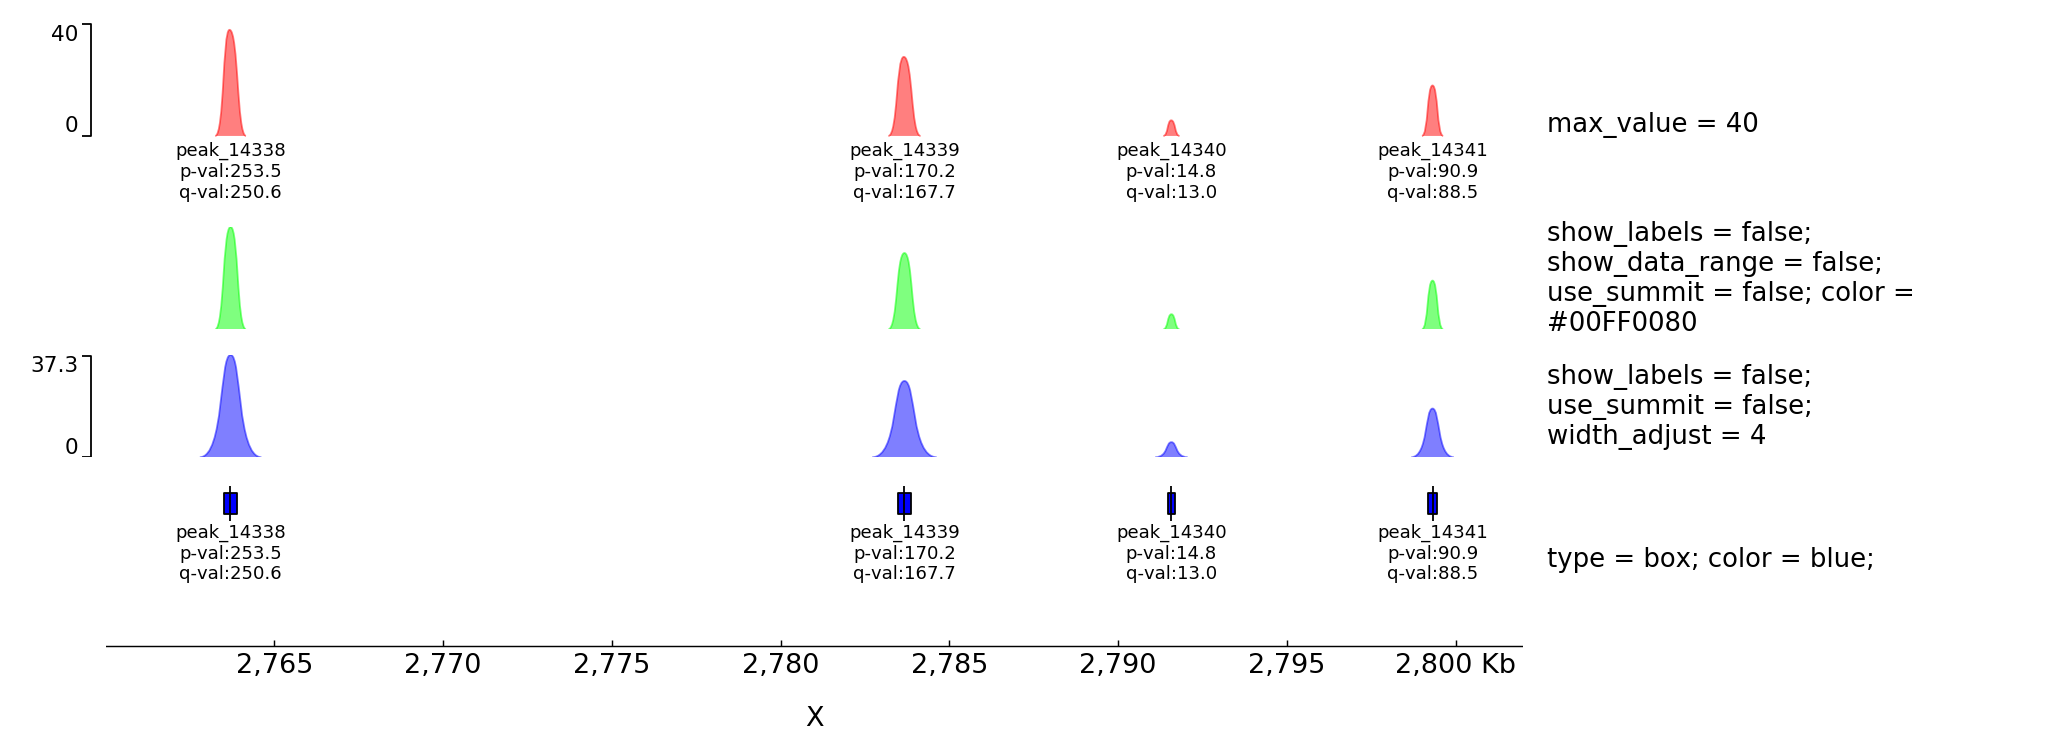 40
0
peak_14338
p-val:253.5
q-val:250.6
peak_14339
p-val:170.2
q-val:167.7
peak_14340
p-val:14.8
q-val:13.0
peak_14341
p-val:90.9
q-val:88.5
max_value = 40
show_labels = false;
show_data_range = false;
use_summit = false; color =
#00FF0080
37.3
0
show_labels = false;
use_summit = false;
width_adjust = 4
peak_14338
p-val:253.5
q-val:250.6
peak_14339
p-val:170.2
q-val:167.7
peak_14340
p-val:14.8
q-val:13.0
peak_14341
p-val:90.9
q-val:88.5
type = box; color = blue;
2,765 2,770 2,775 2,780 2,785 2,790 2,795 2,800 Kb
X